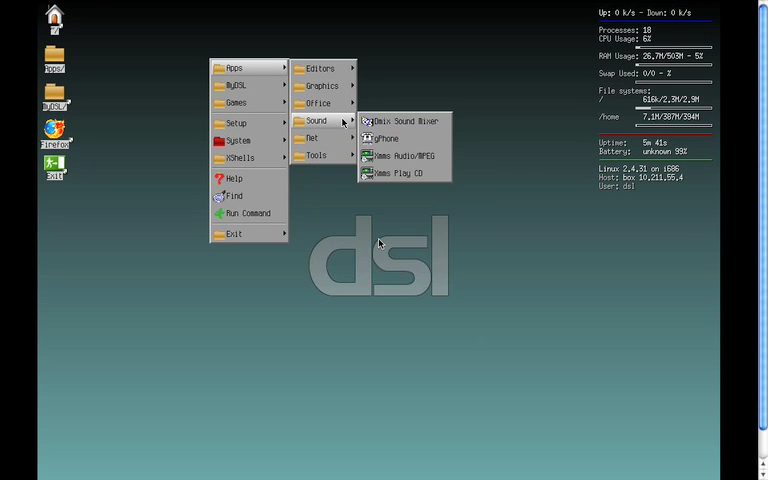 /
Apps/
MyDSL/
Firefox
Exit
Apps
MyDSL
Games
Setup
System
XShells
Help
Find
Run Command
Exit
Editors
Graphics
Office
Sound
Net
Tools
Dmix Sound Mixer
gPhone
Xmms Audio/MPEG
Xmms Play CD
dsl
Up: 0 k/s - Down: 0 k/s
Processes: 18
CPU Usage: 6%
RAM Usage: 26.7M/503M - 5%
Swap Used: 0/0 - %
File systems:
/ 616k/2.3M/2.9M
/home 7.1M/387M/394M
Uptime: 5m 41s
Battery: unknown 99%
Linux 2.4.31 on i686
Host: box 10.211.55.4
User: dsl